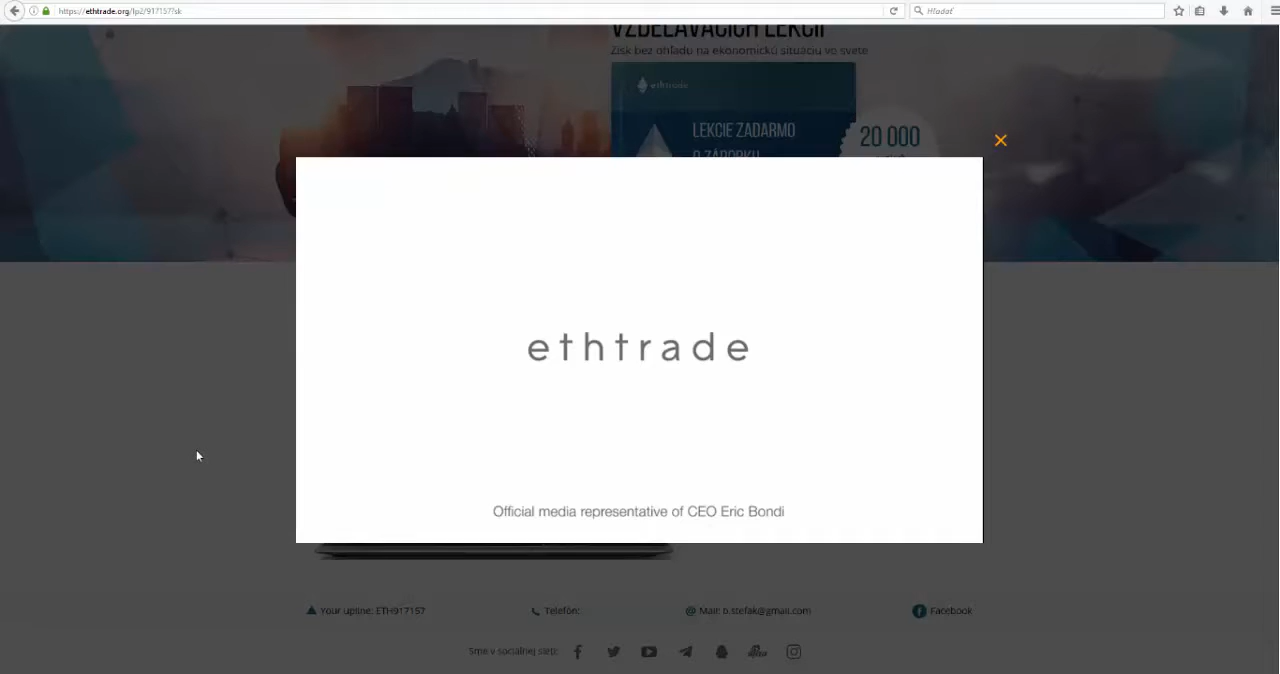 https://ethtrade.org/lp2/917157?sk
Hľadať
VZDELÁVACÍCH LEKCIÍ
Zisk bez ohľadu na ekonomickú situáciu vo svete
ethtrade
LEKCIE ZADARMO
20 000
ethtrade
Official media representative of CEO Eric Bondi
Your upline: ETH917157
Telefón:
Mail: b.stefak@gmail.com
Facebook
Sme v sociálnej sieti: